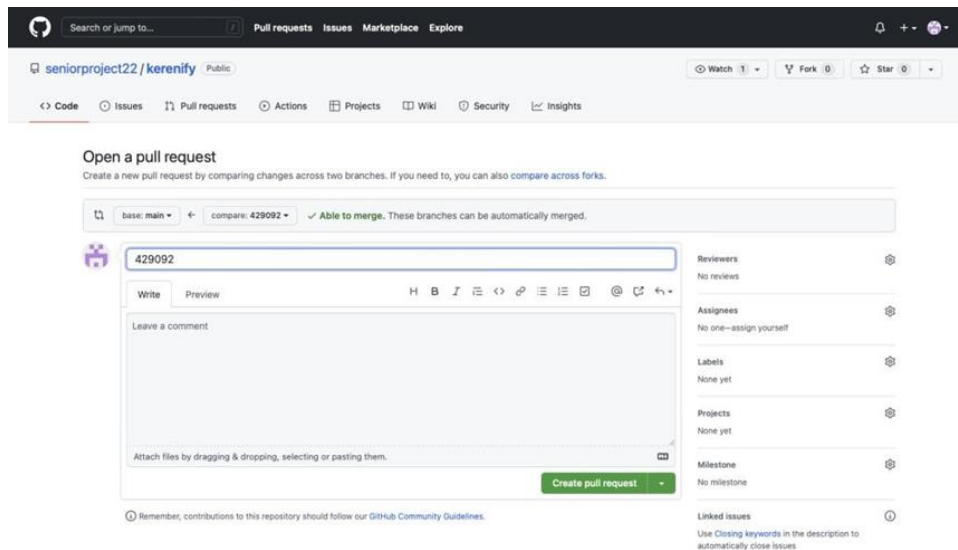 Search or jump to... / Pull requests Issues Marketplace Explore
seniorproject22 / kerenify Public
Watch 1 Fork 0 Star 0
Code Issues Pull requests Actions Projects Wiki Security Insights
Open a pull request
Create a new pull request by comparing changes across two branches. If you need to, you can also compare across forks.
base: main ← compare: 429092 ✓ Able to merge. These branches can be automatically merged.
429092
Write Preview H B I <> @
Leave a comment
Attach files by dragging & dropping, selecting or pasting them.
Create pull request
Remember, contributions to this repository should follow our GitHub Community Guidelines.
Reviewers
No reviews
Assignees
No one—assign yourself
Labels
None yet
Projects
None yet
Milestone
No milestone
Linked issues
Use Closing keywords in the description to
automatically close issues